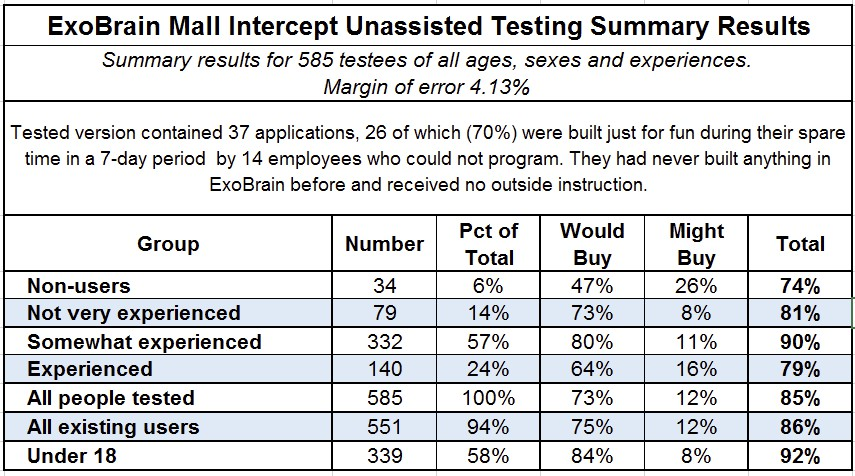 ExoBrain Mall Intercept Unassisted Testing Summary Results
Summary results for 585 testees of all ages, sexes and experiences.
Margin of error 4.13%
Tested version contained 37 applications, 26 of which (70%) were built just for fun during their spare
time in a 7-day period by 14 employees who could not program. They had never built anything in
ExoBrain before and received no outside instruction.
Group Number Pct of Total Would Buy Might Buy Total
Non-users 34 6% 47% 26% 74%
Not very experienced 79 14% 73% 8% 81%
Somewhat experienced 332 57% 80% 11% 90%
Experienced 140 24% 64% 16% 79%
All people tested 585 100% 73% 12% 85%
All existing users 551 94% 75% 12% 86%
Under 18 339 58% 84% 8% 92%